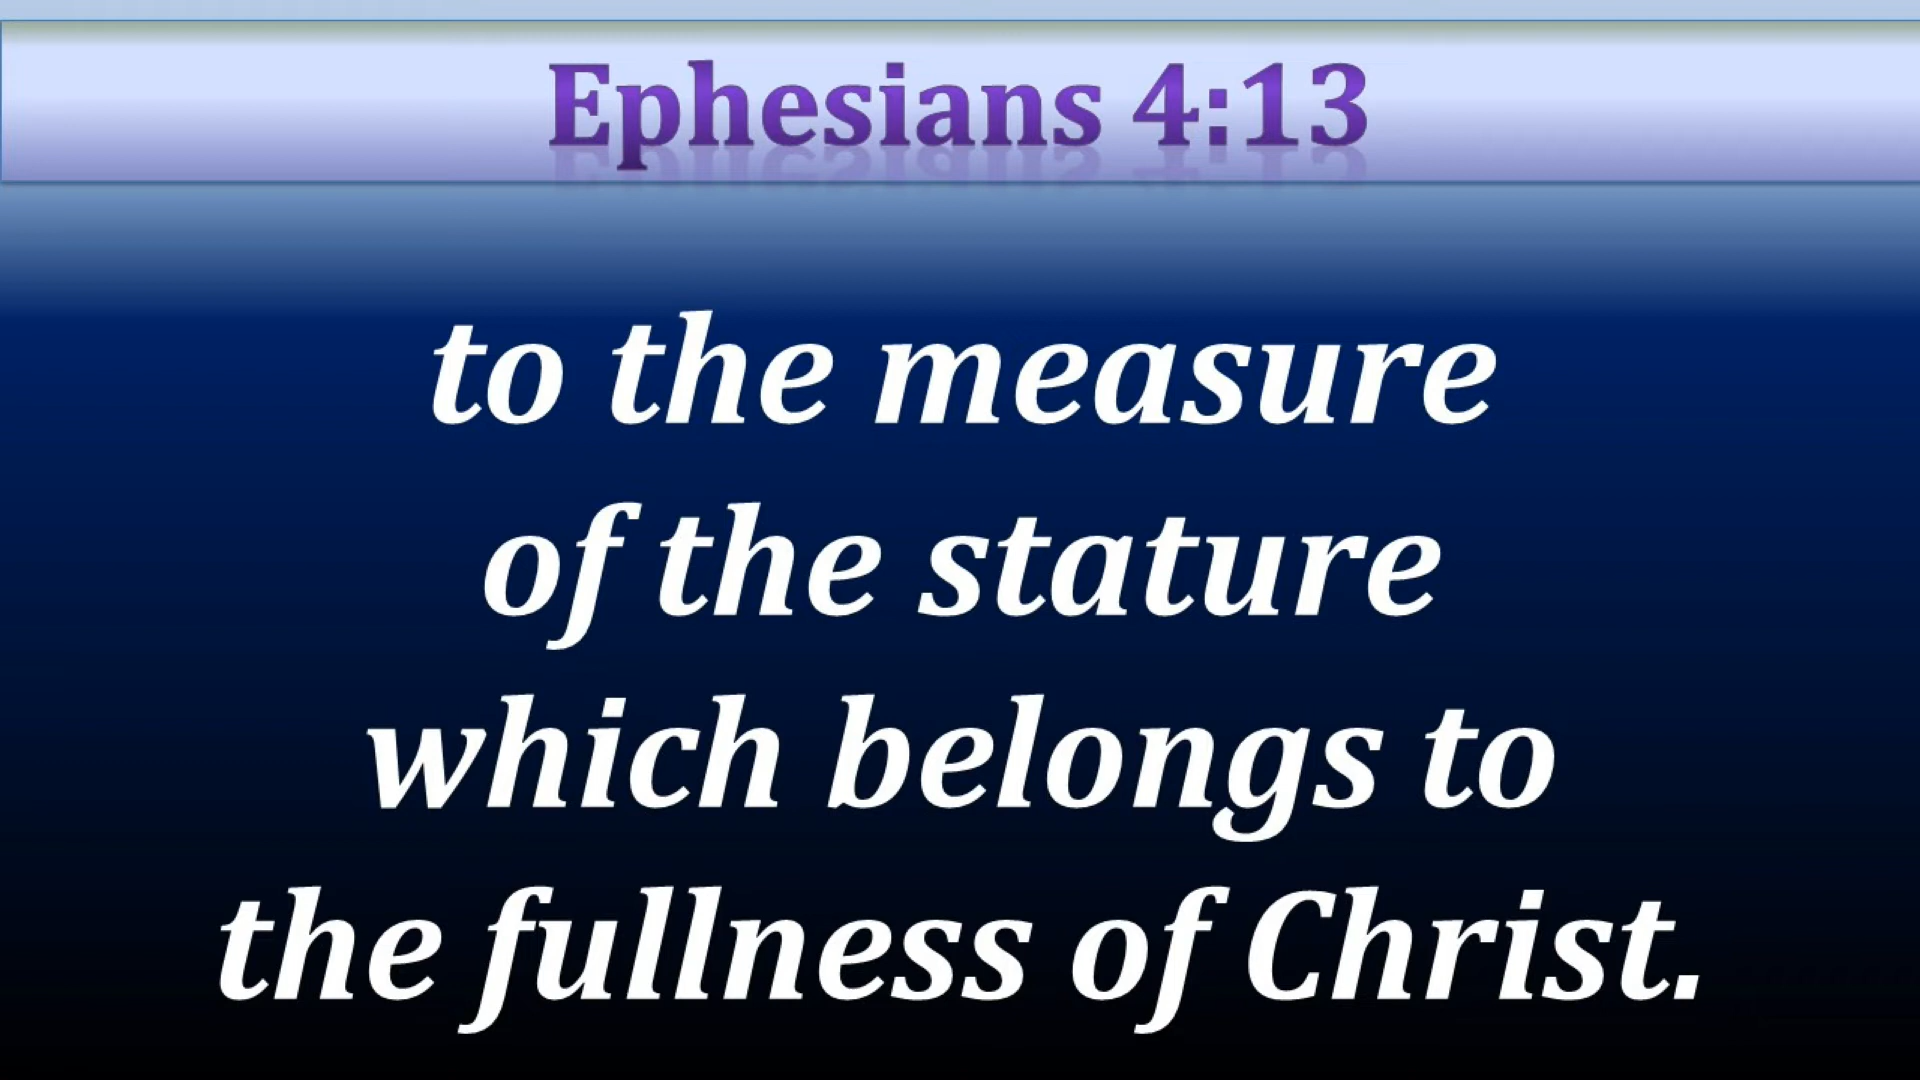 Ephesians 4:13
to the measure
of the stature
which belongs to
the fullness of Christ.